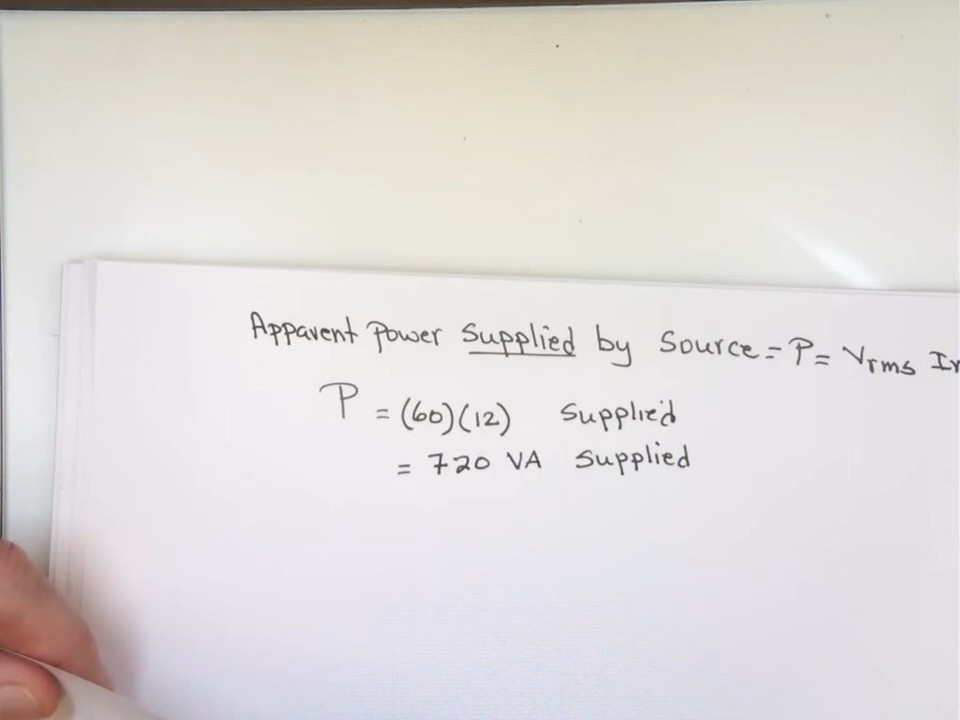 Apparent Power Supplied by Source = P = Vrms
P = (60)(12) Supplied
= 720 VA Supplied